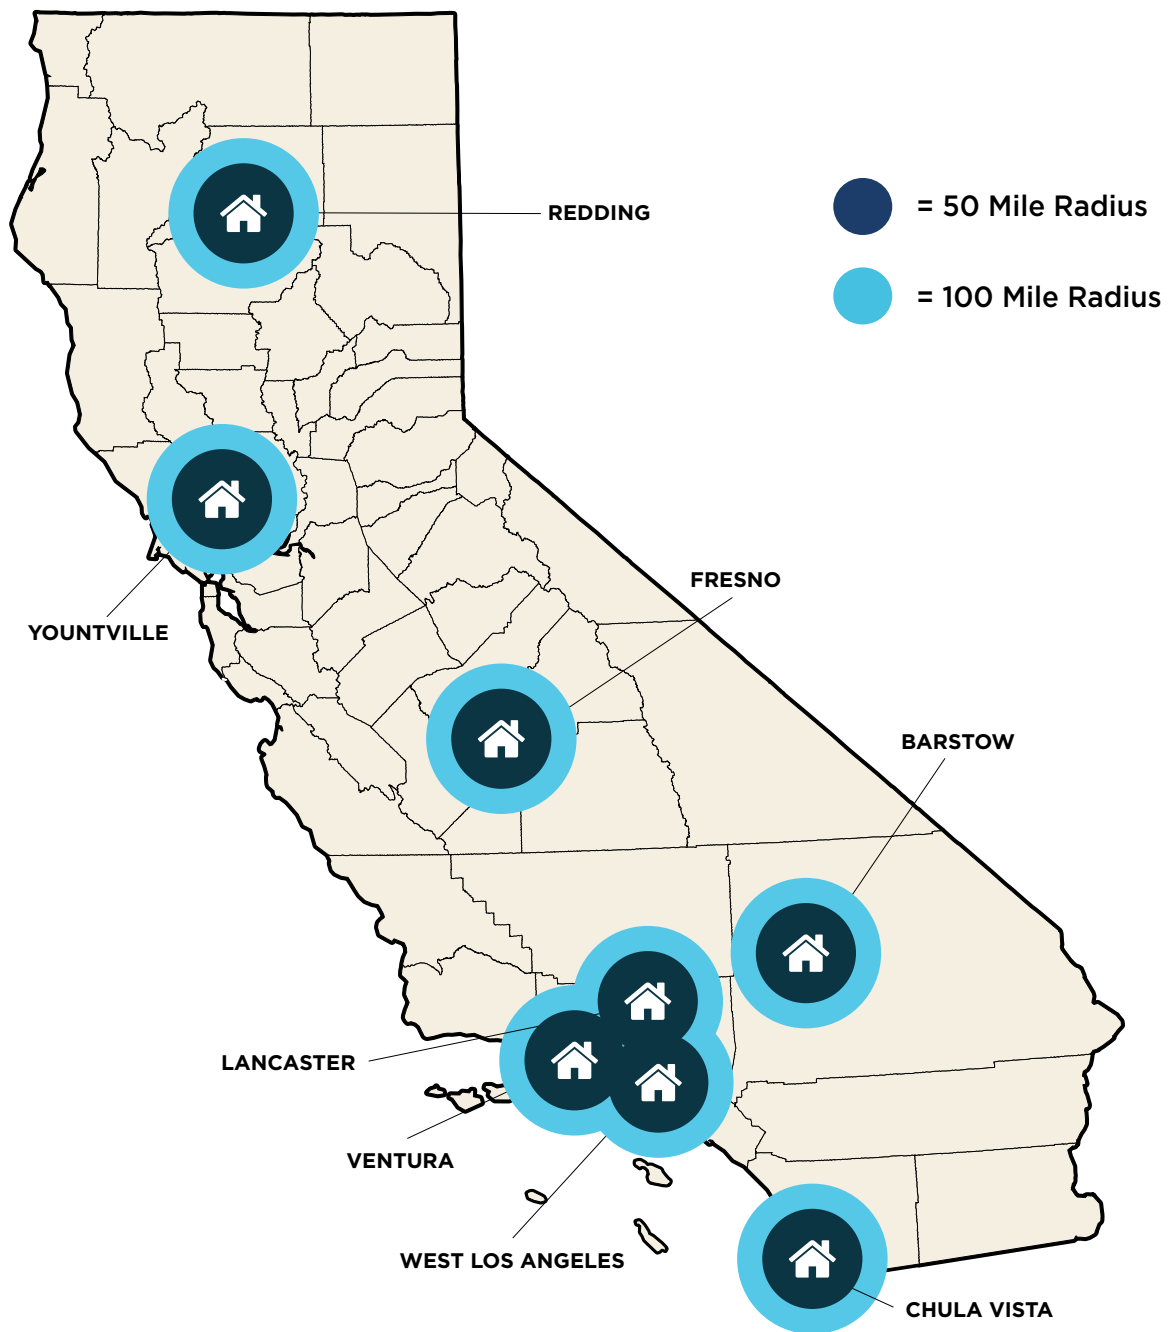 REDDING
= 50 Mile Radius
= 100 Mile Radius
FRESNO
YOUNTVILLE
BARSTOW
LANCASTER
VENTURA
WEST LOS ANGELES
CHULA VISTA